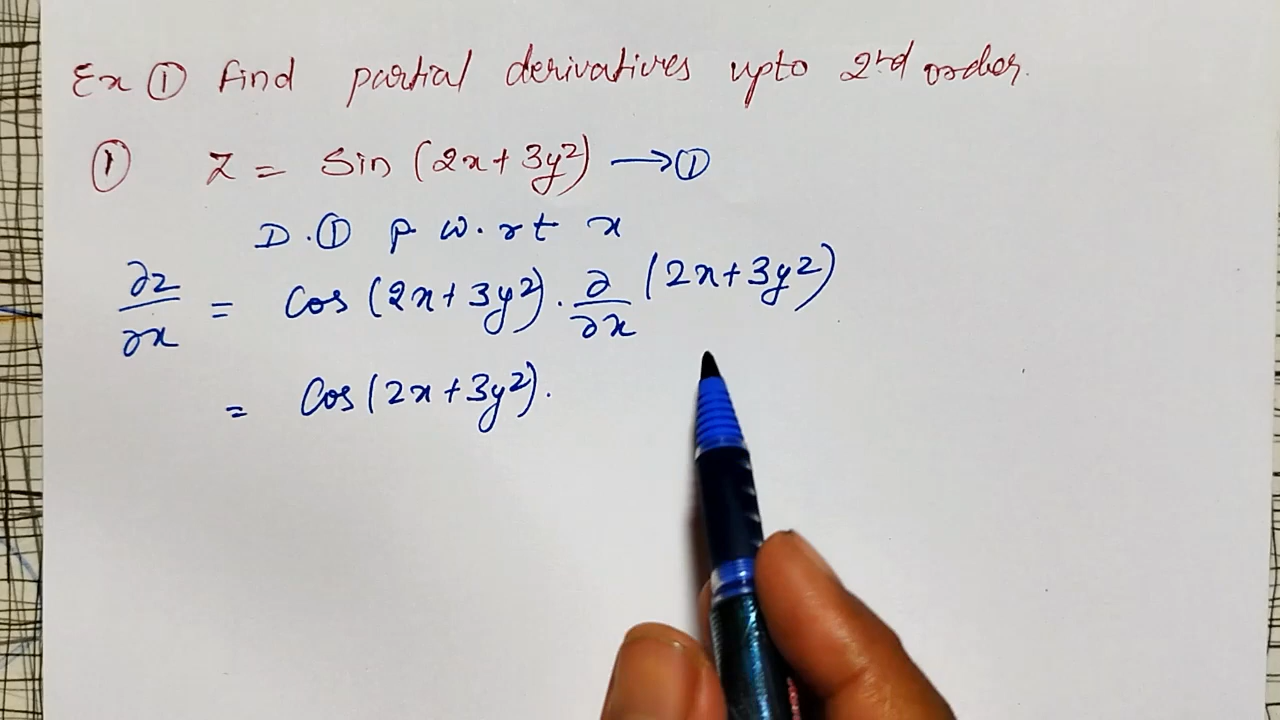 Ex ① Find partial derivatives upto 2nd order.
① Z = Sin (2x+3y²) → ①
D.① p w.rt x
∂z/∂x = Cos (2x+3y²) . ∂/∂x (2x+3y²)
= Cos (2x+3y²).